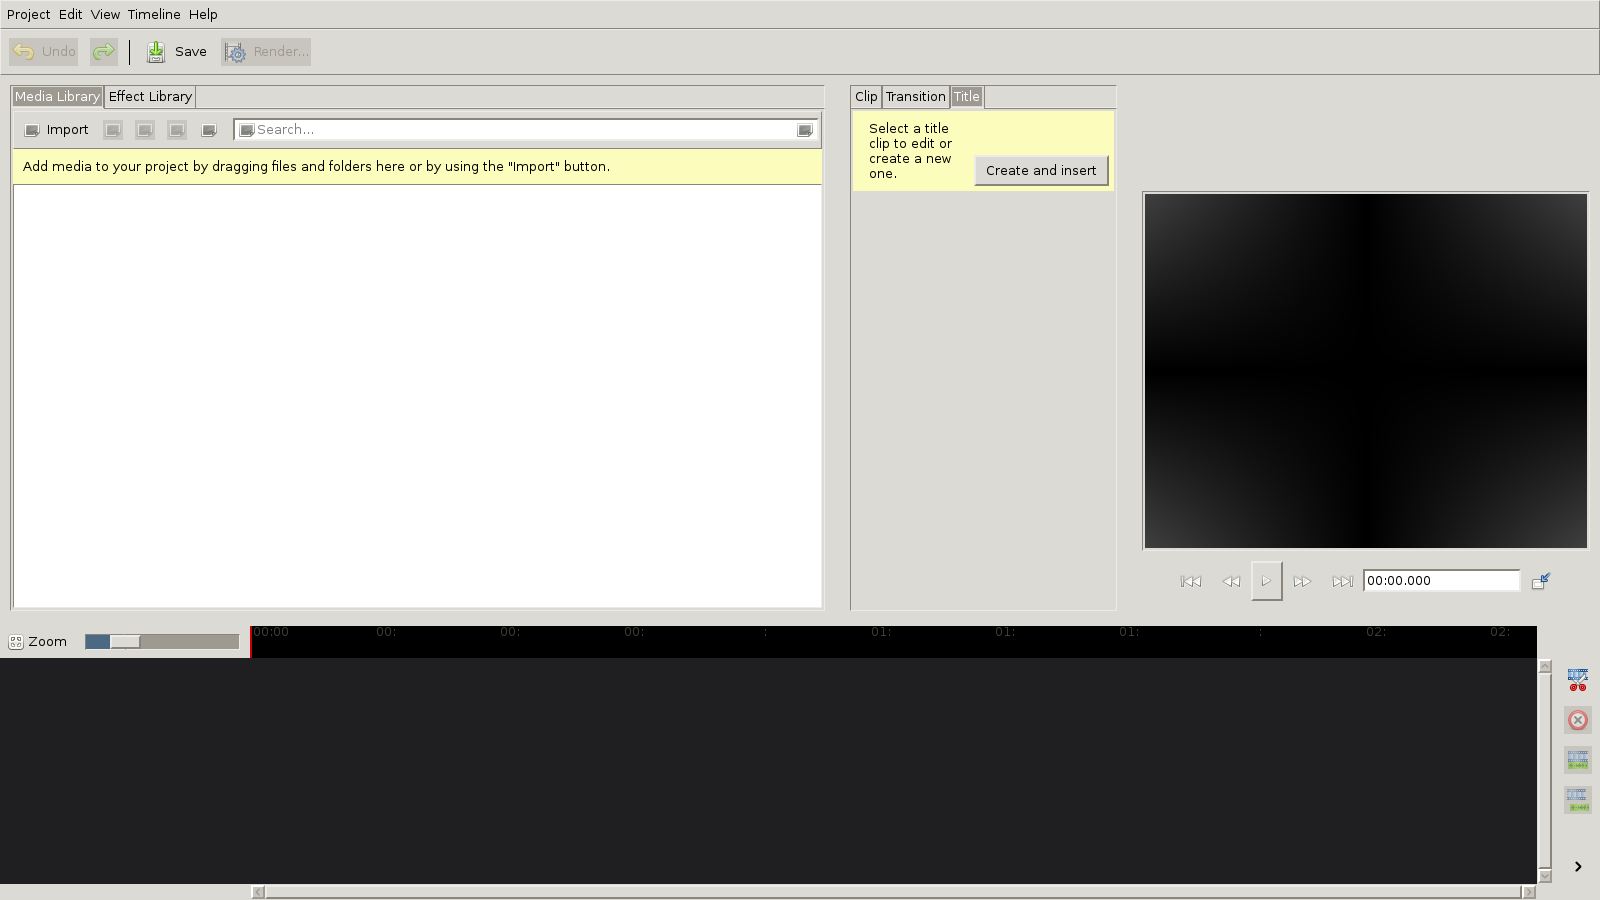 Project Edit View Timeline Help
Undo Save Render...
Media Library Effect Library
Import Search...
Add media to your project by dragging files and folders here or by using the "Import" button.
Clip Transition Title
Select a title
clip to edit or
create a new
one.
Create and insert
00:00.000
Zoom
00:00 00: 00: 00: : 01: 01: 01: : 02: 02: